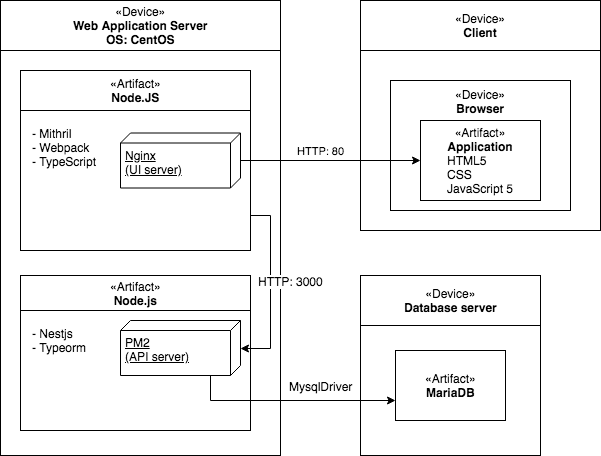 «Device»
Web Application Server
OS: CentOS
«Artifact»
Node.JS
- Mithril
- Webpack
- TypeScript
Nginx
(UI server)
HTTP: 80
«Device»
Client
«Device»
Browser
«Artifact»
Application
HTML5
CSS
JavaScript 5
HTTP: 3000
«Artifact»
Node.js
- Nestjs
- Typeorm
PM2
(API server)
MysqlDriver
«Device»
Database server
«Artifact»
MariaDB